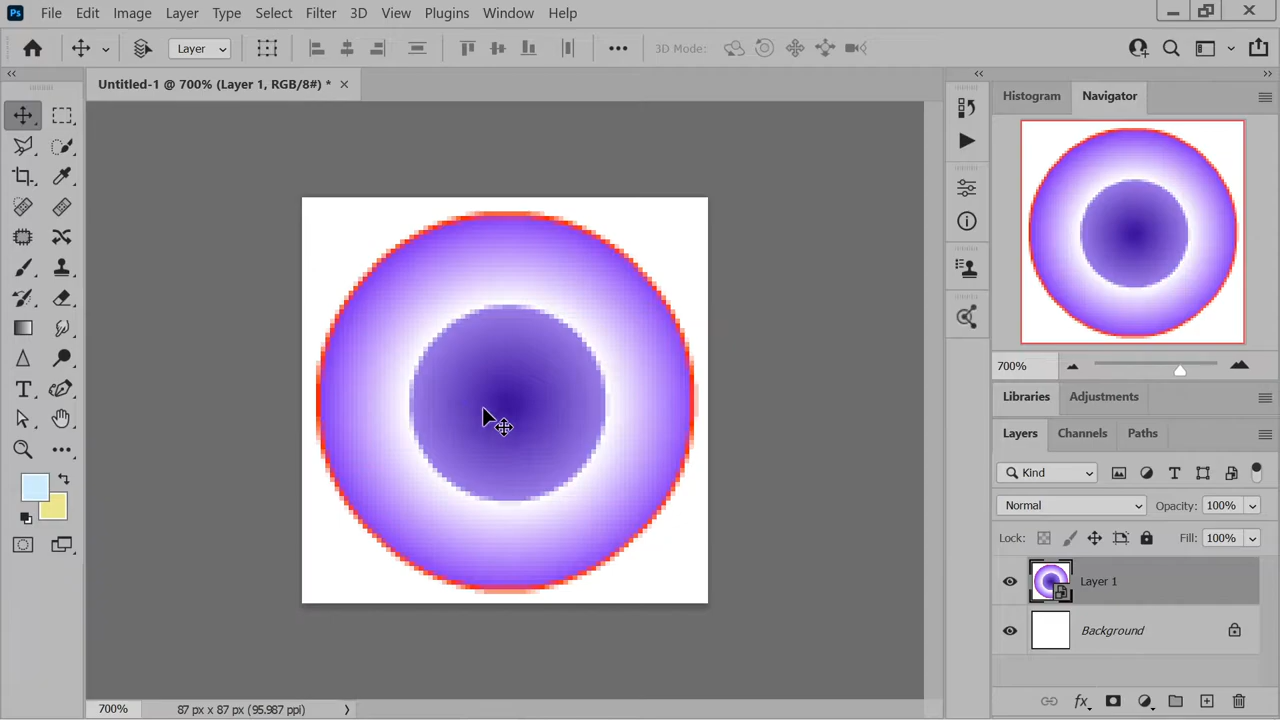 Ps File Edit Image Layer Type Select Filter 3D View Plugins Window Help
Layer 3D Mode:
Untitled-1 @ 700% (Layer 1, RGB/8#) *
Histogram Navigator
700%
Libraries Adjustments
Layers Channels Paths
Kind
Normal Opacity: 100%
Lock: Fill: 100%
Layer 1
Background
fx
700% 87 px x 87 px (95.987 ppi)